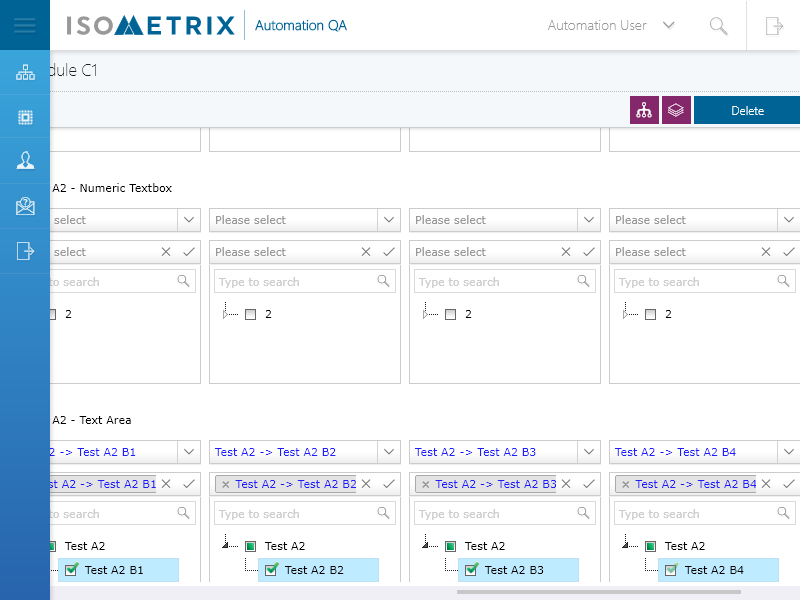 ISOMETRIX Automation QA Automation User
dule C1
Delete
A2 - Numeric Textbox
select Please select Please select Please select
select Please select Please select Please select
to search Type to search Type to search Type to search
2 2 2 2
A2 - Text Area
2 -> Test A2 B1 Test A2 -> Test A2 B2 Test A2 -> Test A2 B3 Test A2 -> Test A2 B4
st A2 -> Test A2 B1 Test A2 -> Test A2 B2 Test A2 -> Test A2 B3 Test A2 -> Test A2 B4
to search Type to search Type to search Type to search
Test A2 Test A2 Test A2 Test A2
Test A2 B1 Test A2 B2 Test A2 B3 Test A2 B4